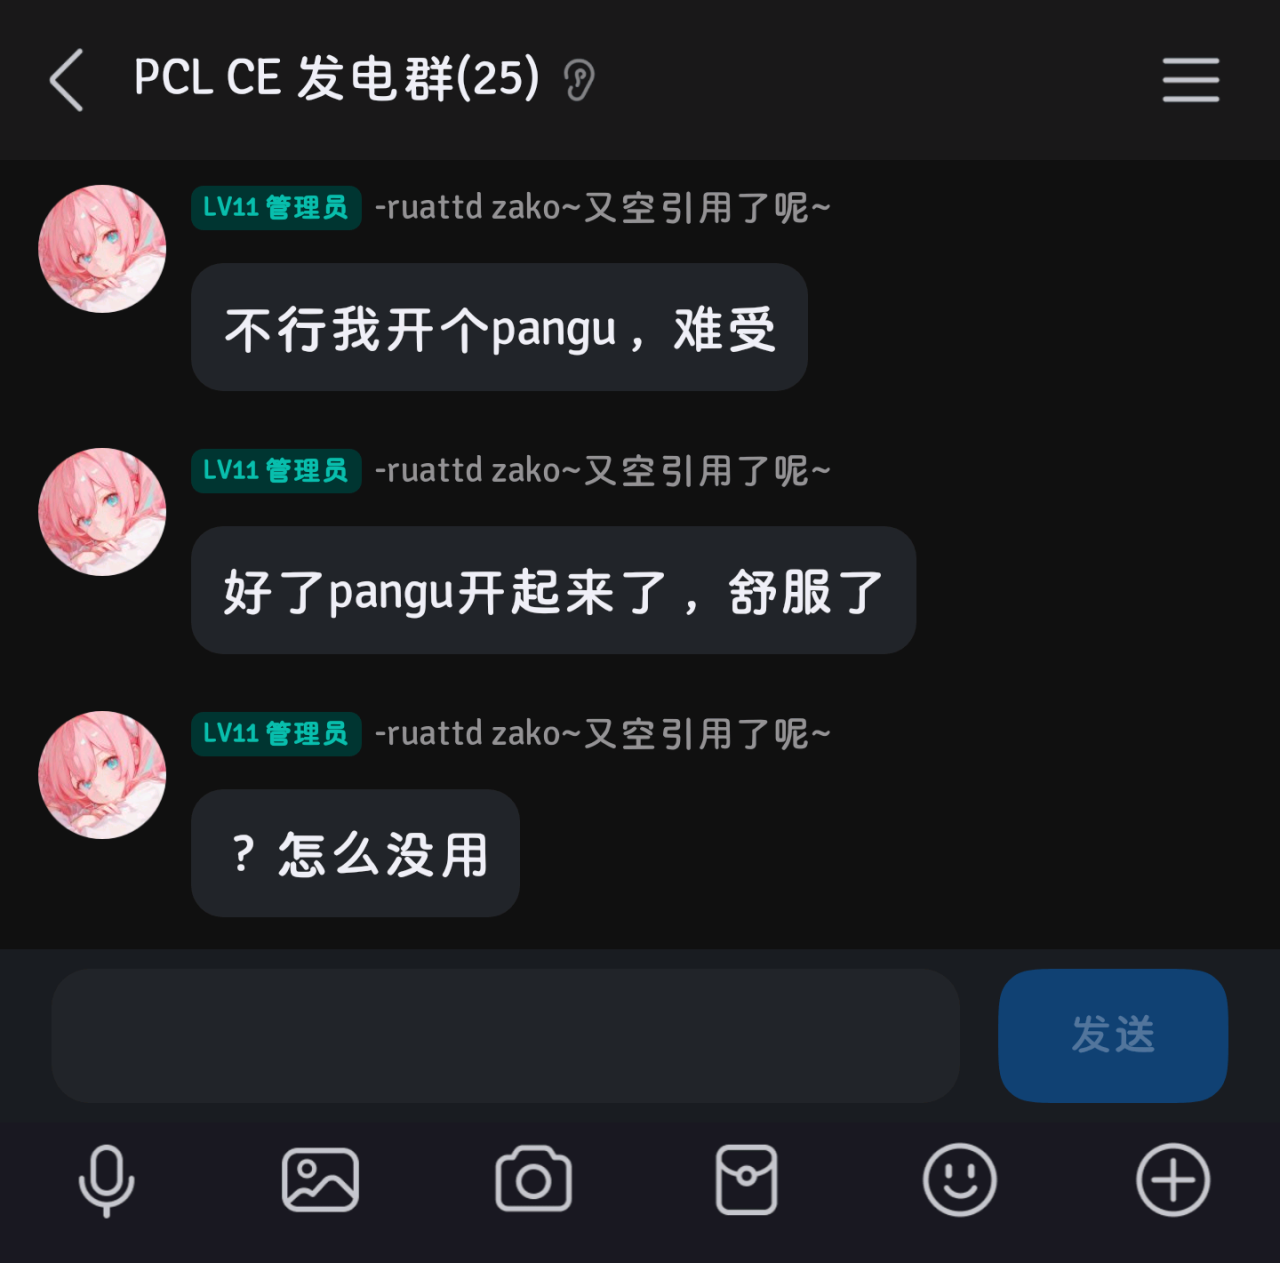 PCL CE 发电群(25)
LV11 管理员 -ruattd zako~又空引用了呢~
不行我开个pangu，难受
LV11 管理员 -ruattd zako~又空引用了呢~
好了pangu开起来了，舒服了
LV11 管理员 -ruattd zako~又空引用了呢~
？怎么没用
发送